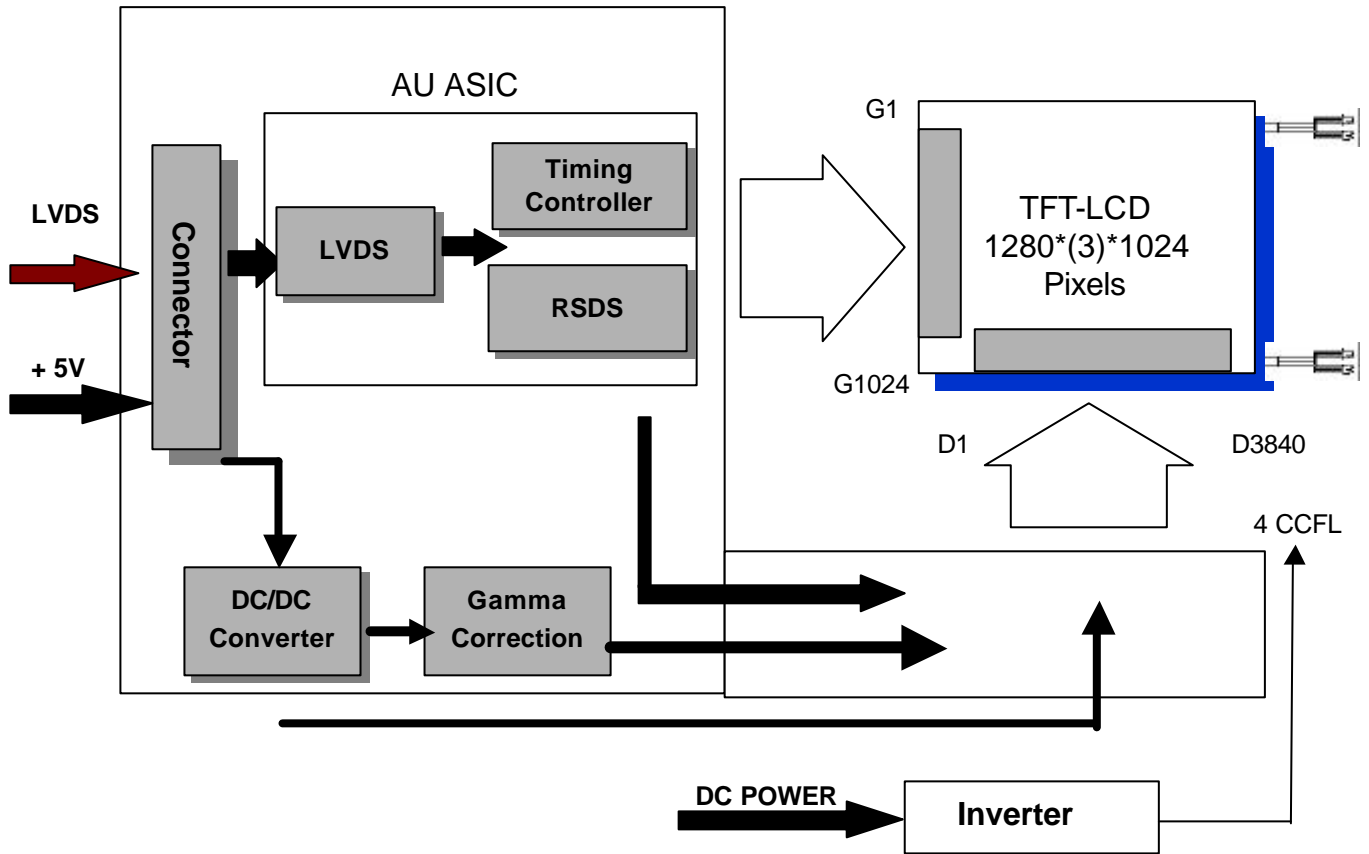 AU ASIC
G1
Timing
Controller
LVDS
Connector
LVDS
TFT-LCD
1280*(3)*1024
Pixels
RSDS
+ 5V
G1024
D1
D3840
4 CCFL
DC/DC
Converter
Gamma
Correction
DC POWER
Inverter